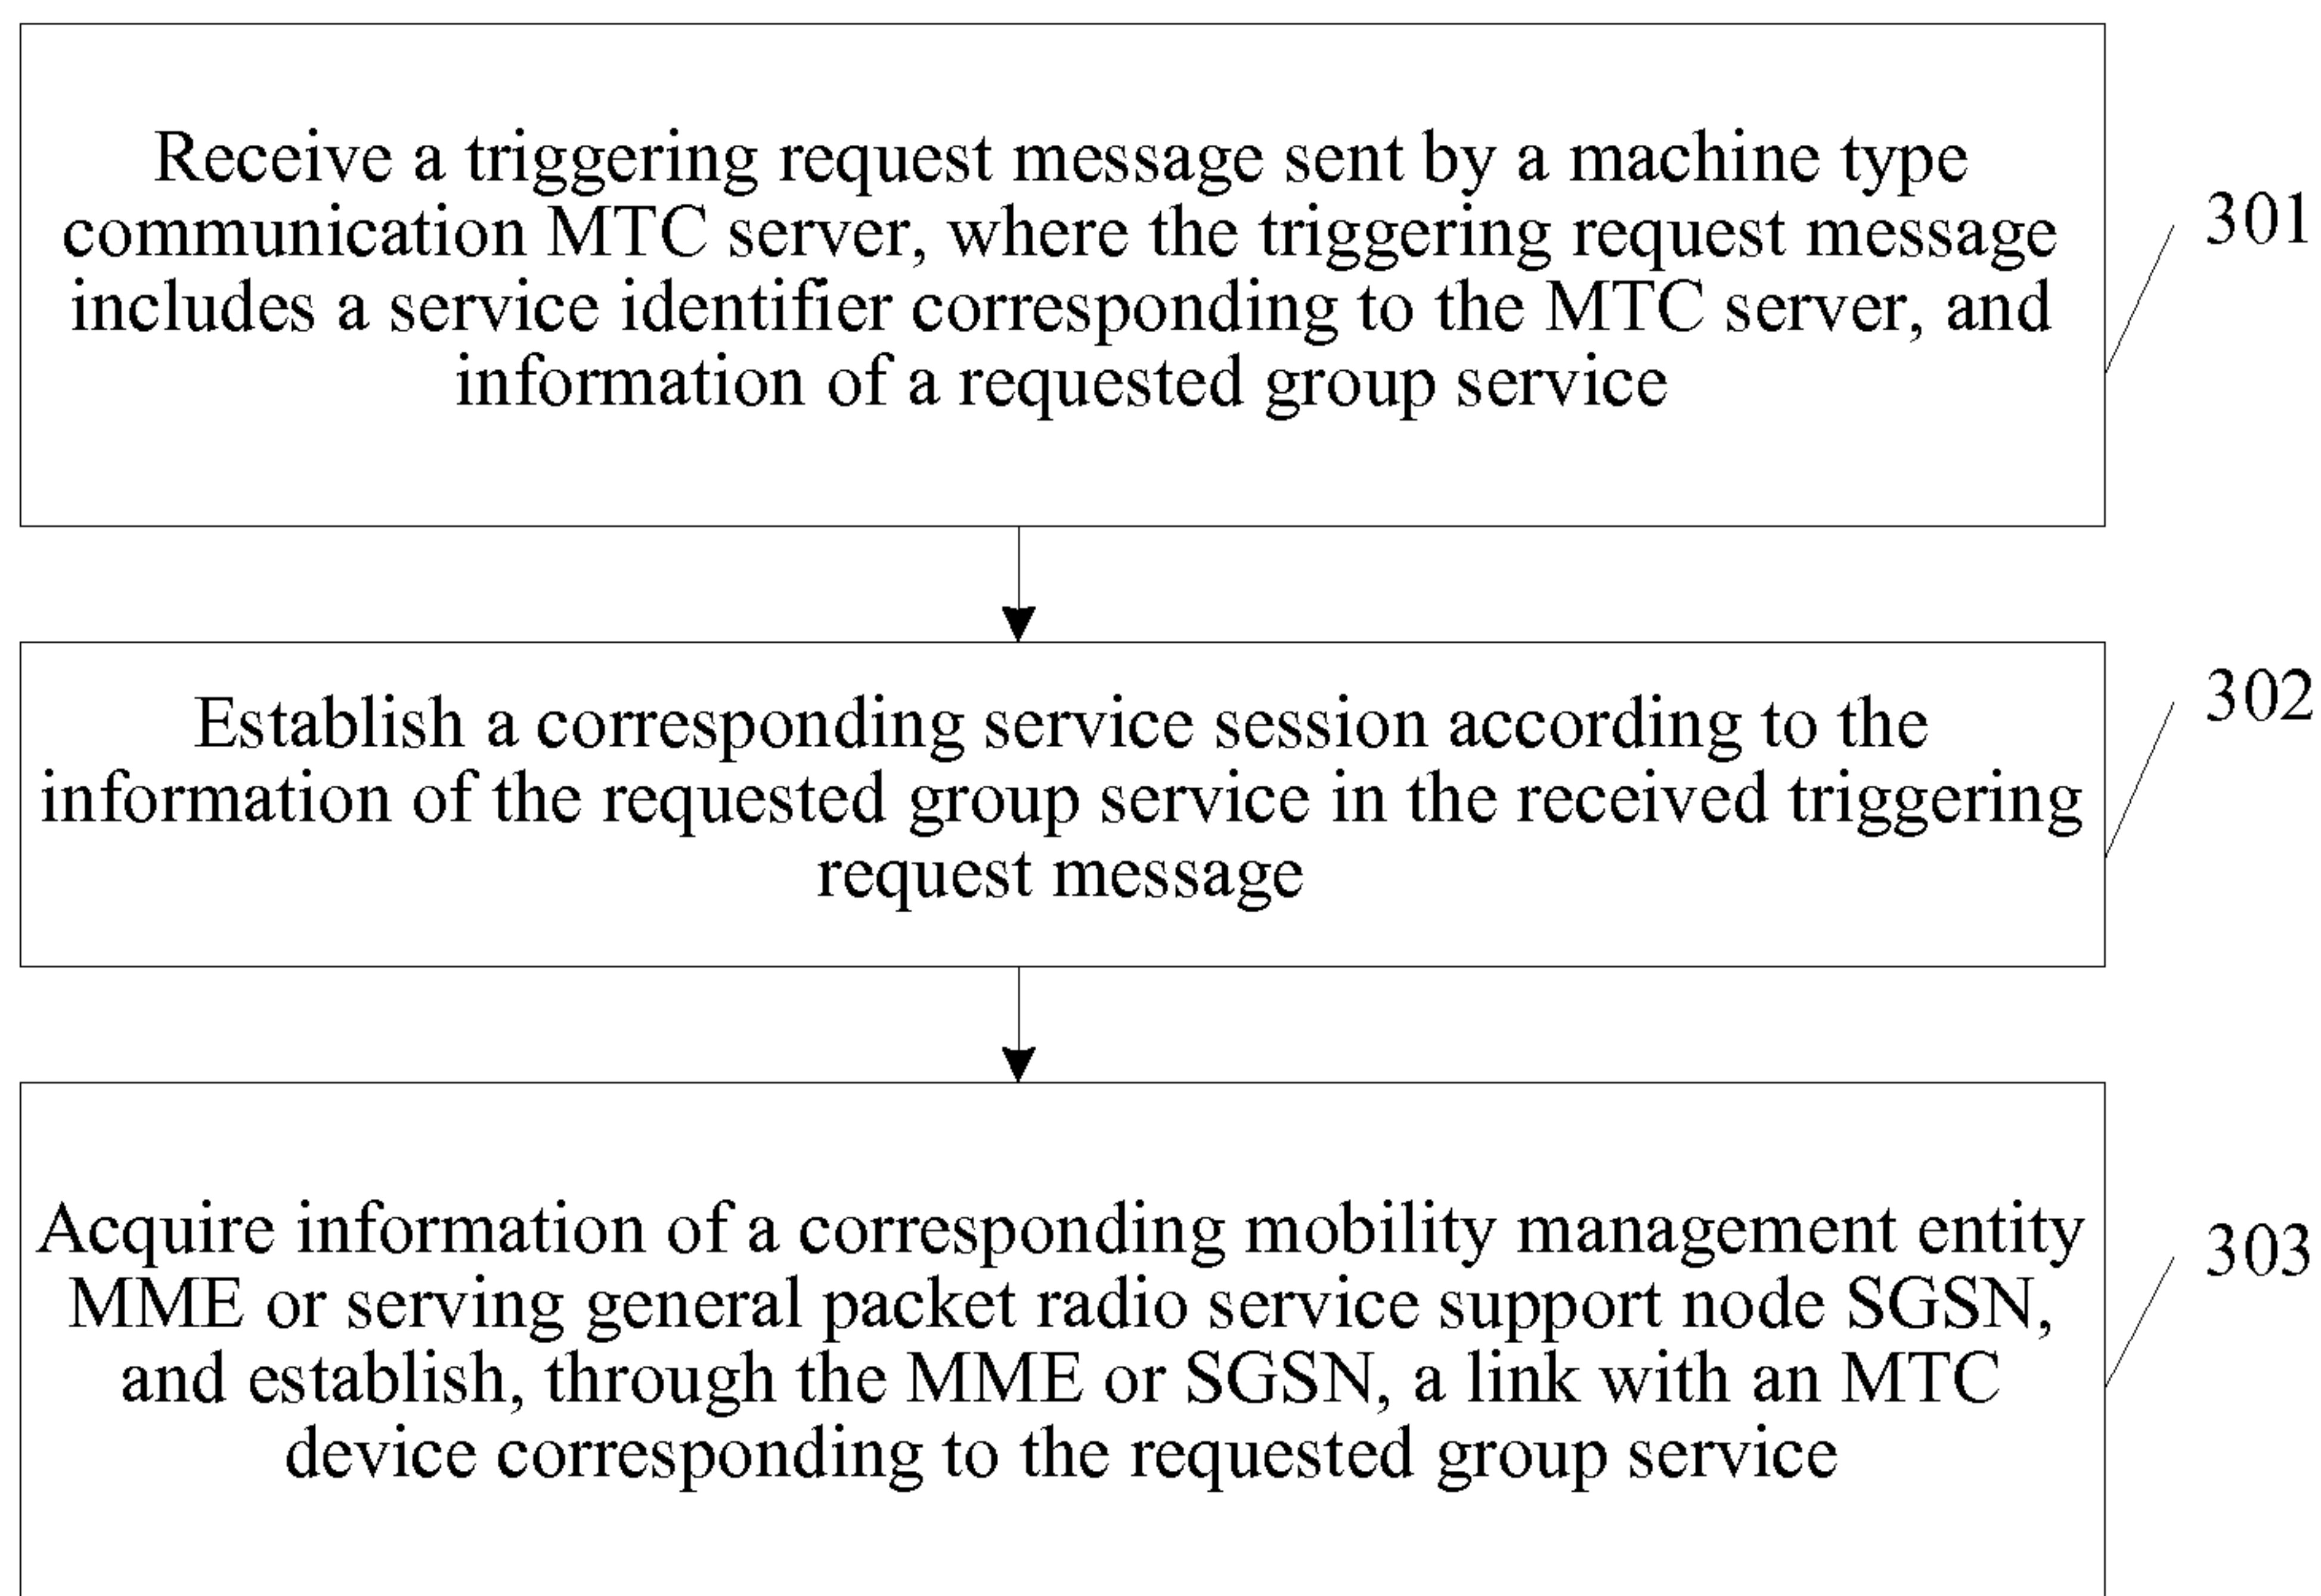 Receive a triggering request message sent by a machine type
communication MTC server, where the triggering request message
includes a service identifier corresponding to the MTC server, and
information of a requested group service
301
Establish a corresponding service session according to the
information of the requested group service in the received triggering
request message
302
Acquire information of a corresponding mobility management entity
MME or serving general packet radio service support node SGSN,
and establish, through the MME or SGSN, a link with an MTC
device corresponding to the requested group service
303